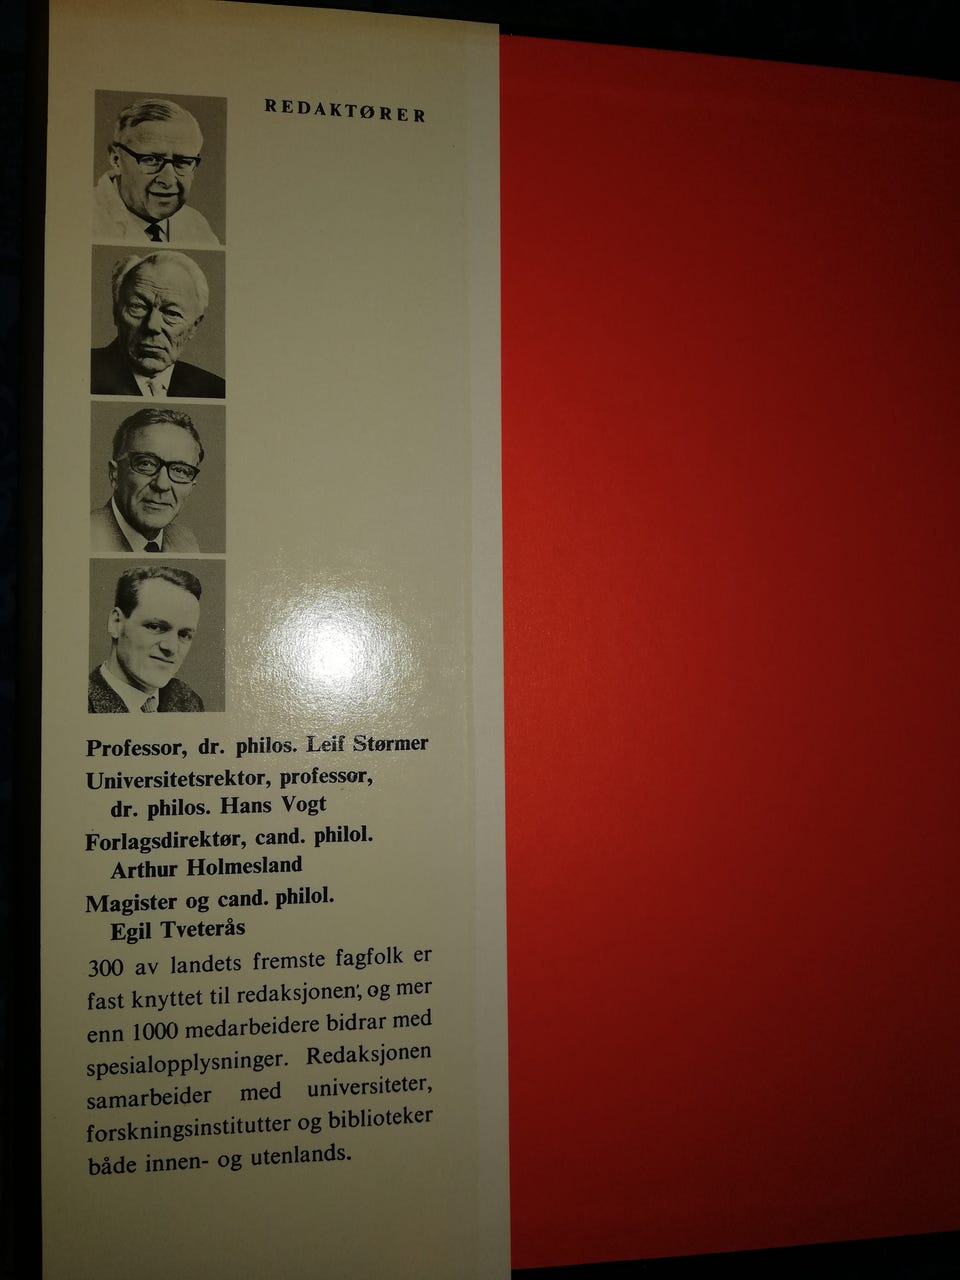 REDAKTØRER
Professor, dr. philos. Leif Størmer
Universitetsrektor, professor,
dr. philos. Hans Vogt
Forlagsdirektør, cand. philol.
Arthur Holmesland
Magister og cand. philol.
Egil Tveterås
300 av landets fremste fagfolk er
fast knyttet til redaksjonen, og mer
enn 1000 medarbeidere bidrar med
spesialopplysninger. Redaksjonen
samarbeider med universiteter,
forskningsinstitutter og biblioteker
både innen- og utenlands.